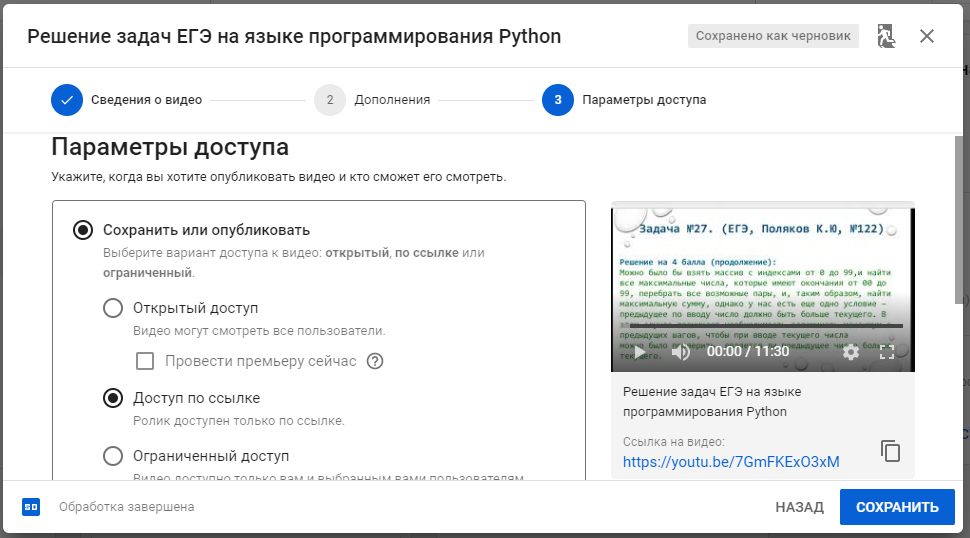 Решение задач ЕГЭ на языке программирования Python
Сохранено как черновик
Сведения о видео
2
Дополнения
3
Параметры доступа
Параметры доступа
Укажите, когда вы хотите опубликовать видео и кто сможет его смотреть.
Сохранить или опубликовать
Выберите вариант доступа к видео: открытый, по ссылке или
ограниченный.
Открытый доступ
Видео могут смотреть все пользователи.
Провести премьеру сейчас ?
Доступ по ссылке
Ролик доступен только по ссылке.
Ограниченный доступ
Видео доступно только вам и выбранным вами пользователям.
Задача №27. (ЕГЭ, Поляков К.Ю, №122)
Решение на 4 балла (продолжение):
Можно было бы взять массив с индексами от 0 до 99,и найти
все максимальные числа, которые имеют окончания от 00 до
99, перебрать все возможные пары, и, таким образом, найти
максимальную сумму, однако у нас есть еще одно условие –
предыдущее по вводу число должно быть больше текущего. В
предыдущих шагов, чтобы при вводе текущего числа
можно было
предыдущее число
текущего.
00:00 / 11:30
Решение задач ЕГЭ на языке
программирования Python
Ссылка на видео:
https://youtu.be/7GmFKExO3xM
SD
Обработка завершена
НАЗАД
СОХРАНИТЬ